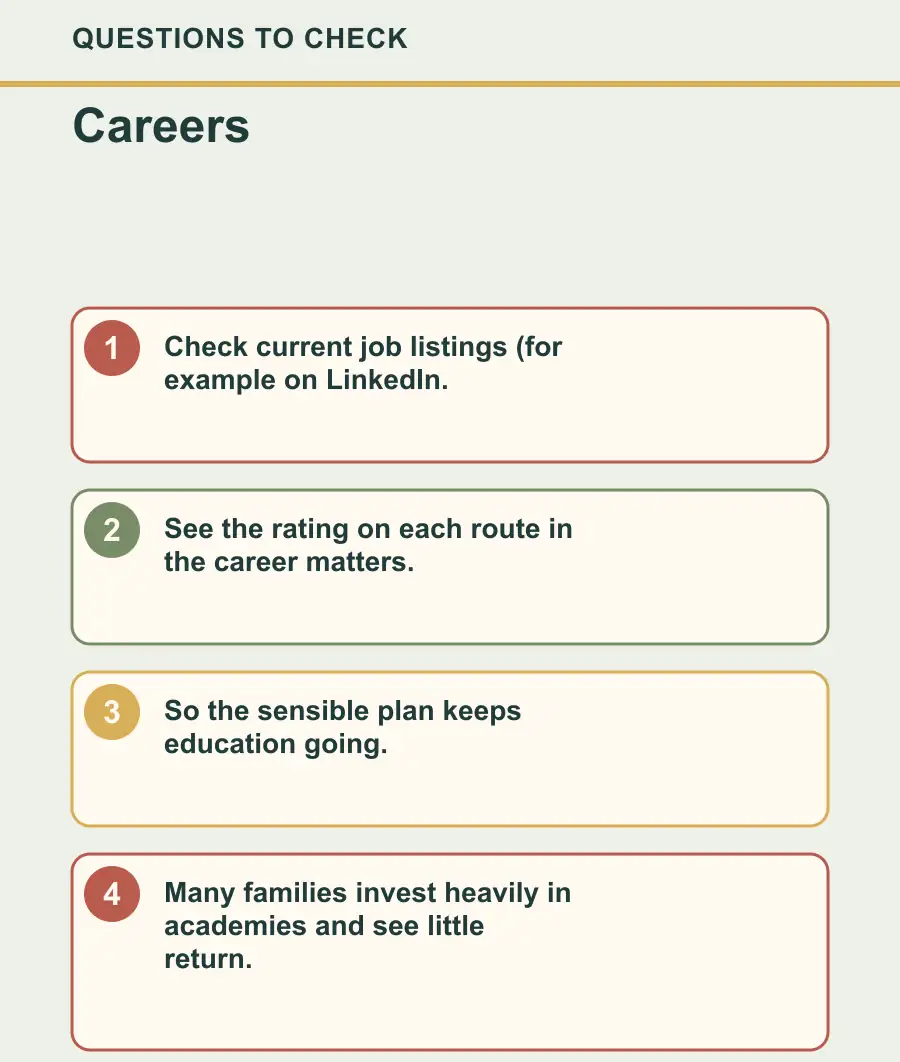 QUESTIONS TO CHECK
Careers
1
Check current job listings (for
example on LinkedIn.
2
See the rating on each route in
the career matters.
3
So the sensible plan keeps
education going.
4
Many families invest heavily in
academies and see little
return.